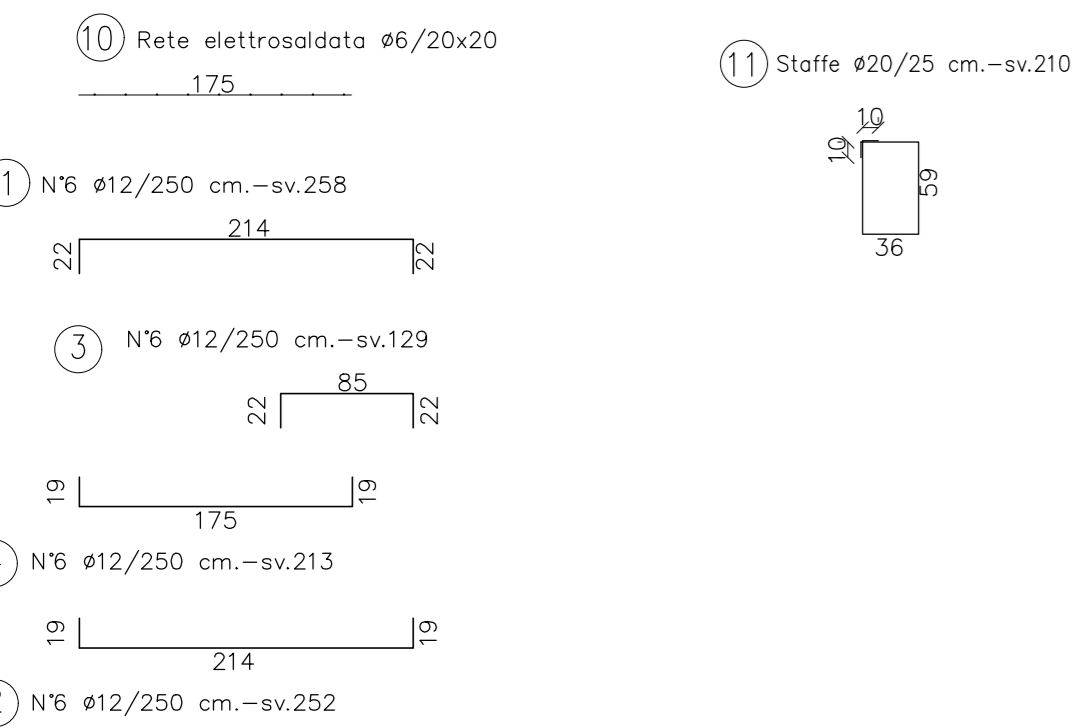 10 Rete elettrosaldata ø6/20x20
175
11 Staffe ø20/25 cm.-sv.210
10
10
59
36
1 N°6 ø12/250 cm.-sv.258
214
22
22
3 N°6 ø12/250 cm.-sv.129
85
22
22
19
19
175
N°6 ø12/250 cm.-sv.213
19
19
214
N°6 ø12/250 cm.-sv.252